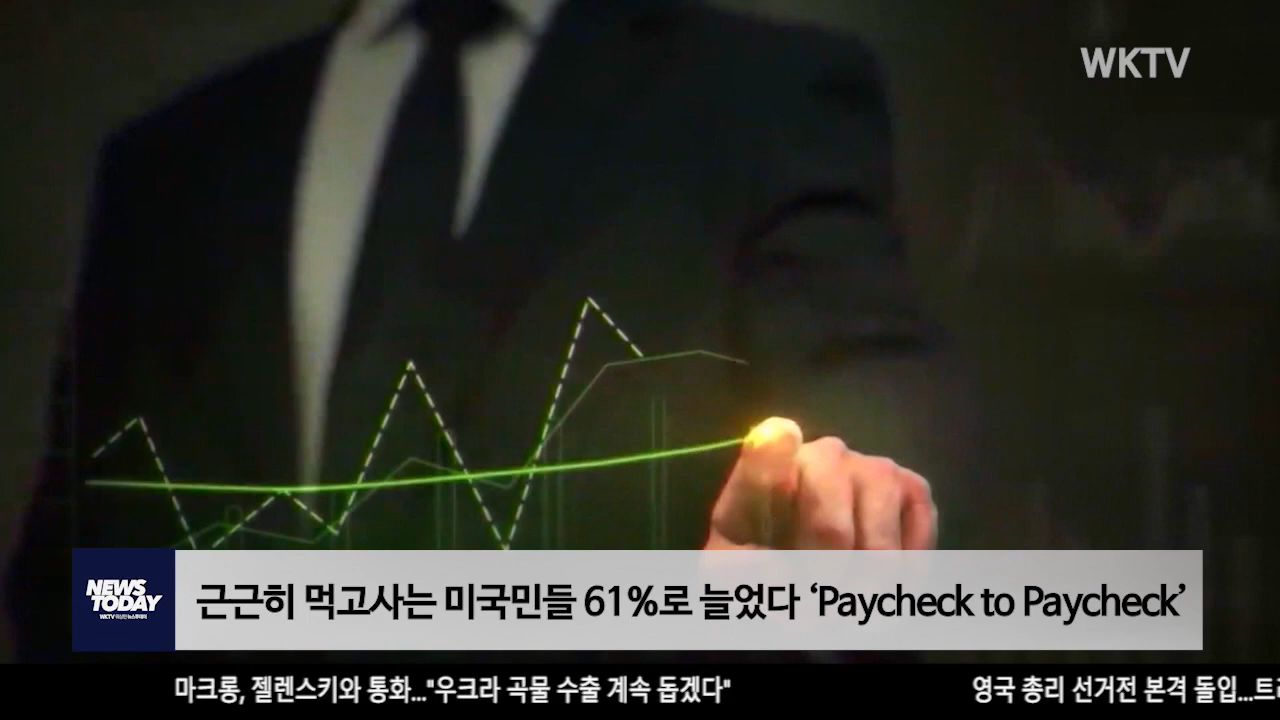 WKTV
NEWS
TODAY
근근히 먹고사는 미국민들 61%로 늘었다 ‘Paycheck to Paycheck’
마크롱, 젤렌스키와 통화..."우크라 곡물 수출 계속 돕겠다"
영국 총리 선거전 본격 돌입...